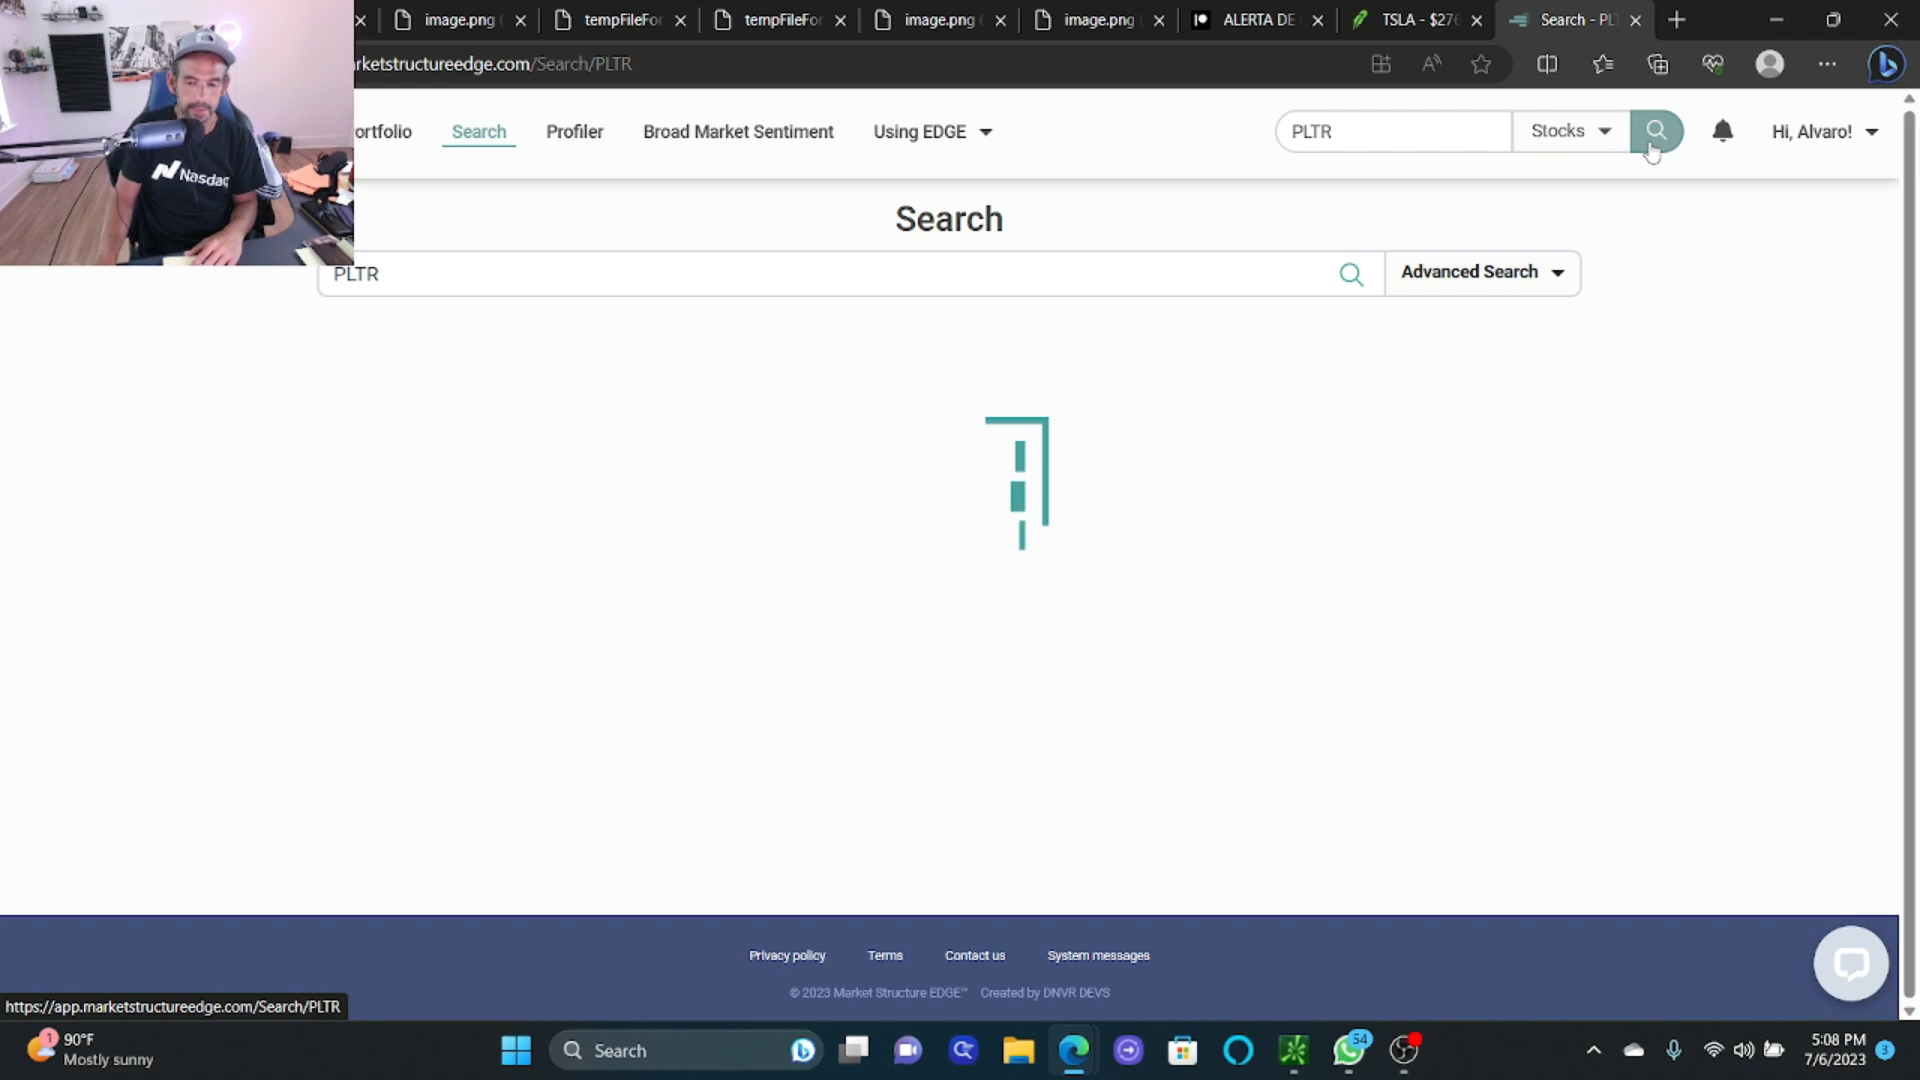 image.png
tempFileFo
tempFileFo
image.png
image.png
ALERTA DE
TSLA - $27
Search - PL
rketstructureedge.com/Search/PLTR
ortfolio
Search
Profiler
Broad Market Sentiment
Using EDGE
PLTR
Stocks
Hi, Alvaro!
Nasdaq
Search
PLTR
Advanced Search
Privacy policy
Terms
Contact us
System messages
© 2023 Market Structure EDGE™ Created by DNVR DEVS
https://app.marketstructureedge.com/Search/PLTR
1
90°F
Mostly sunny
Search
54
5:08 PM
7/6/2023
3